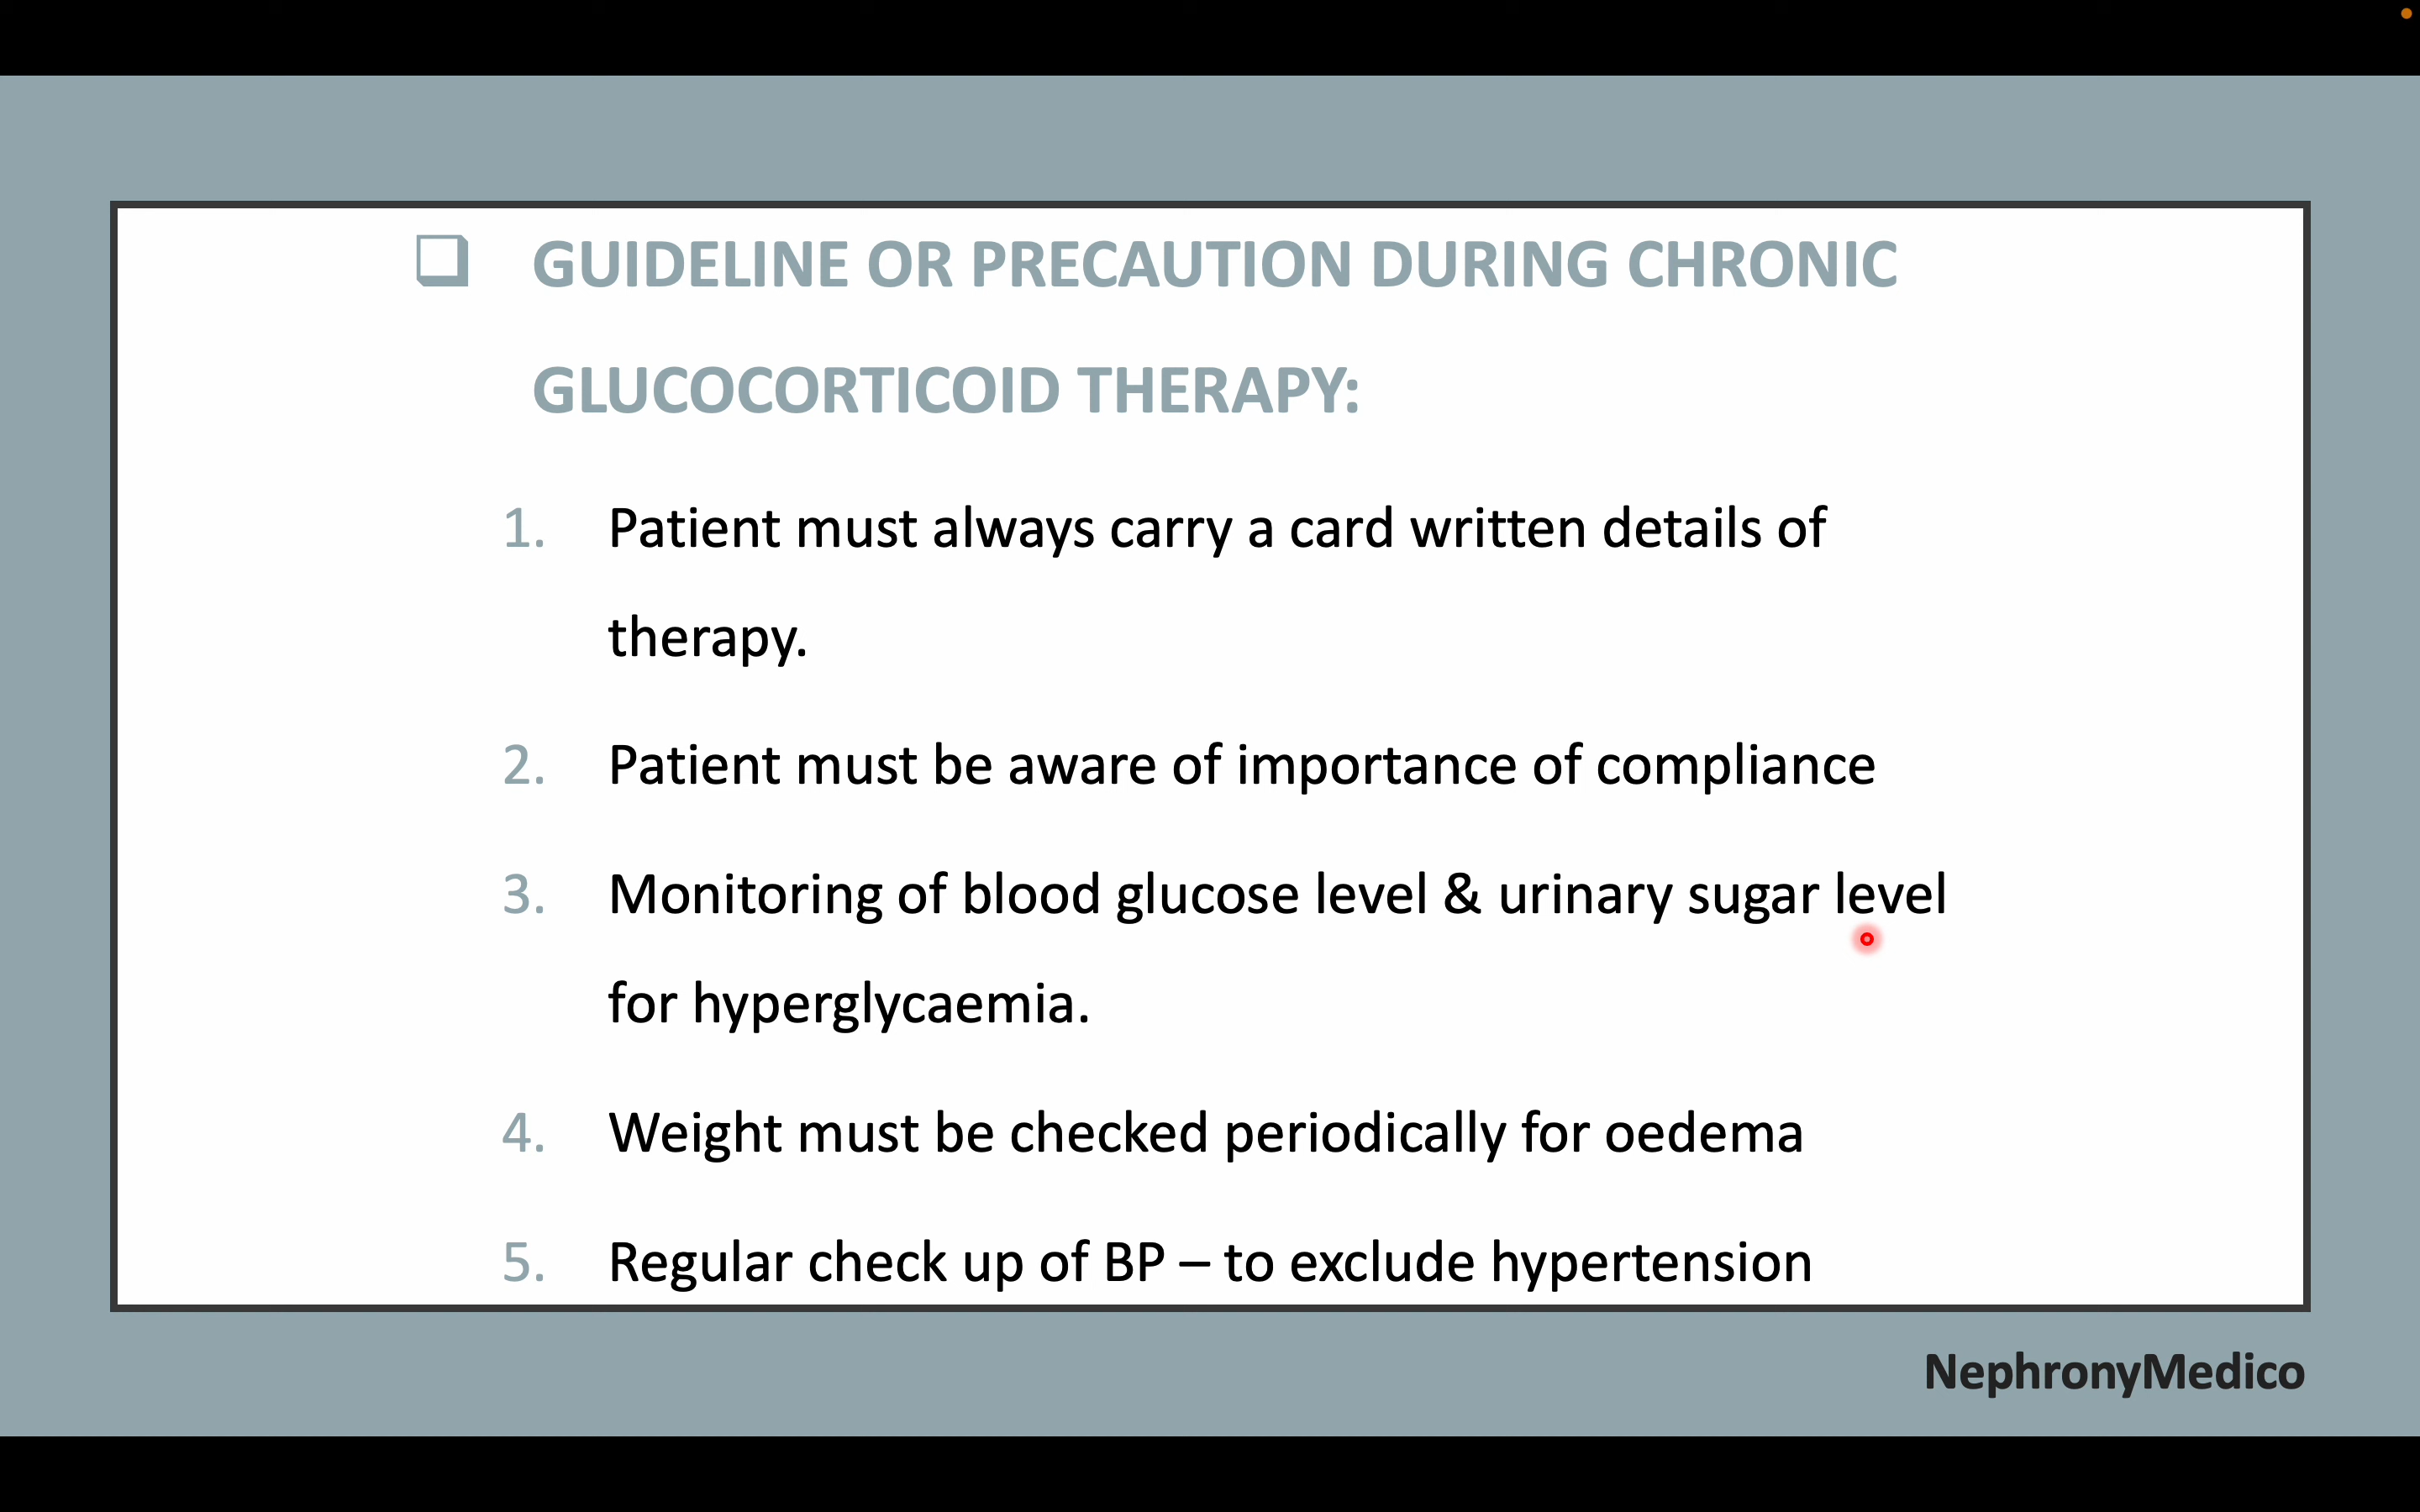 ❑ GUIDELINE OR PRECAUTION DURING CHRONIC
GLUCOCORTICOID THERAPY:
1. Patient must always carry a card written details of
therapy.
2. Patient must be aware of importance of compliance
3. Monitoring of blood glucose level & urinary sugar level
for hyperglycaemia.
4. Weight must be checked periodically for oedema
5. Regular check up of BP – to exclude hypertension
NephronyMedico